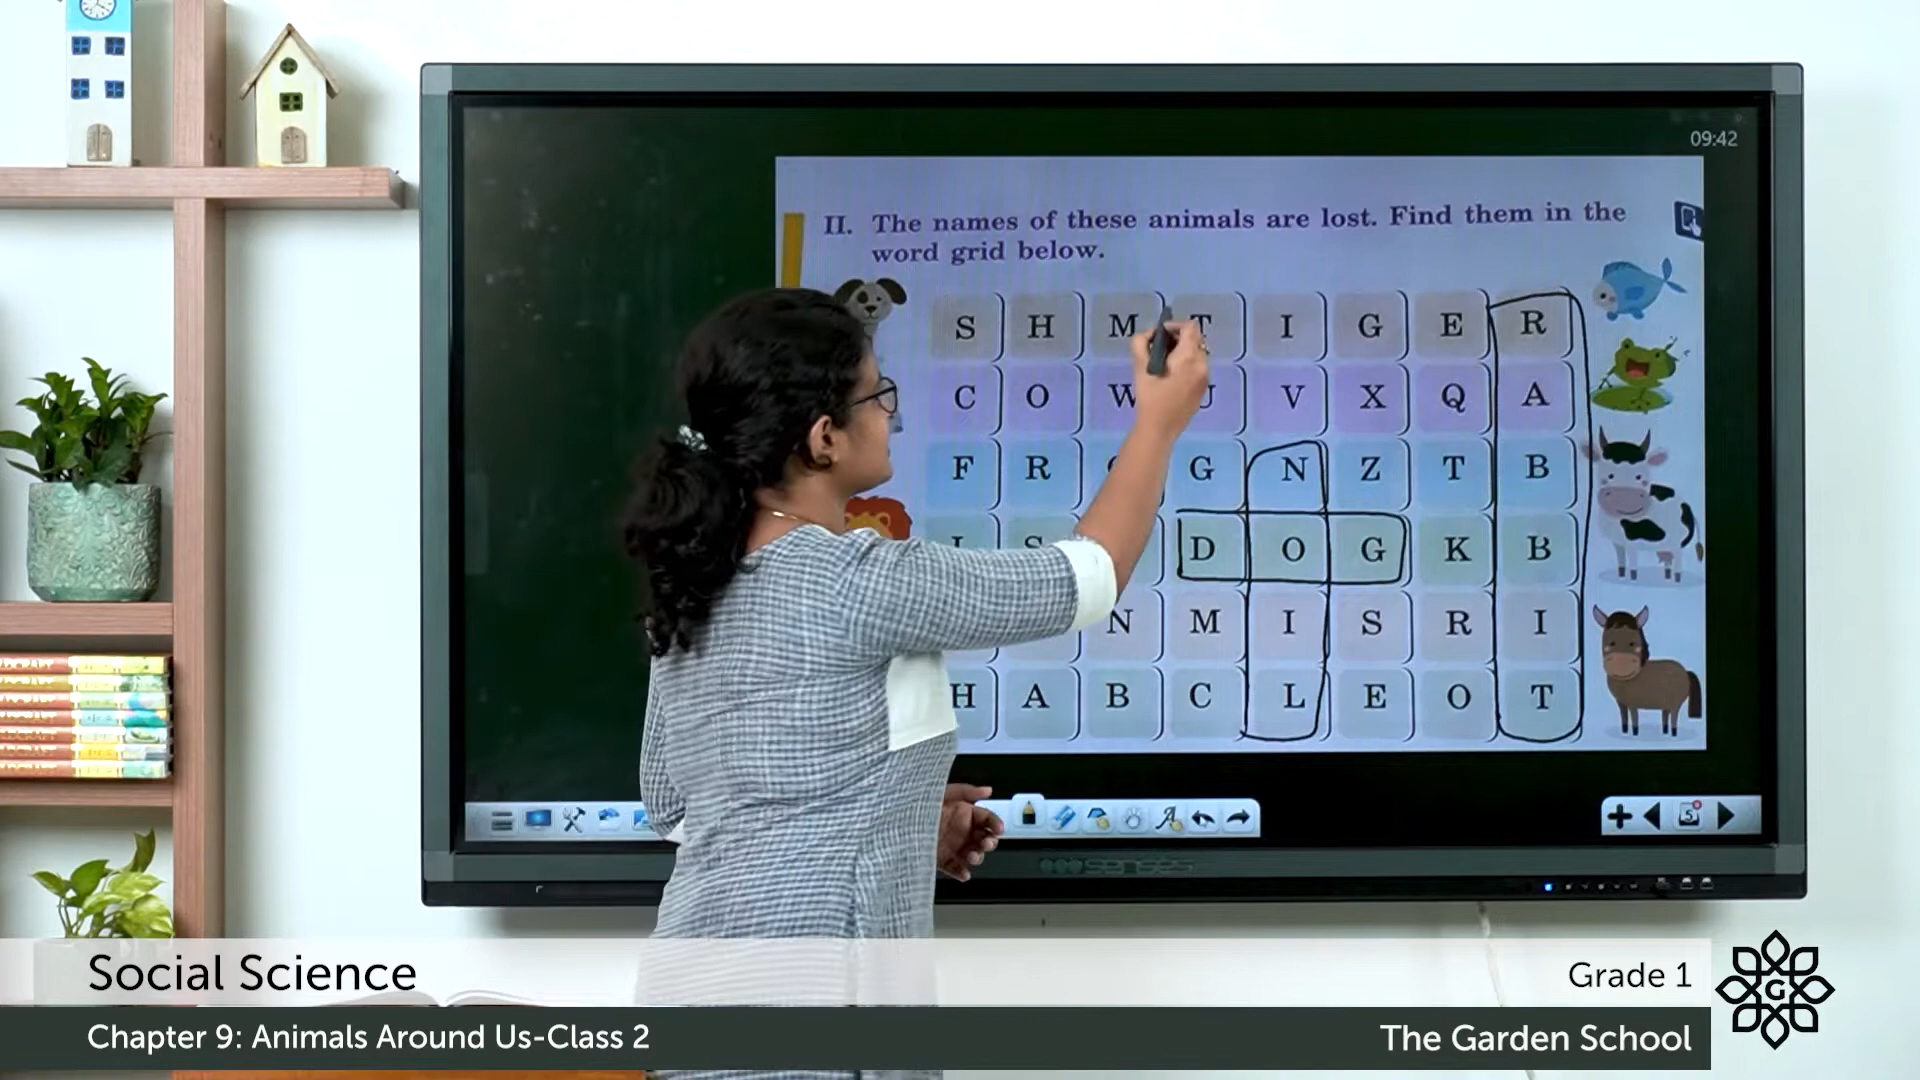 09:42
II. The names of these animals are lost. Find them in the
word grid below.
S H M T I G E R
C O W U V X Q A
F R G N Z T B
S D O G K B
N M I S R I
H A B C L E O T
5
Social Science
Grade 1
Chapter 9: Animals Around Us-Class 2
The Garden School
G